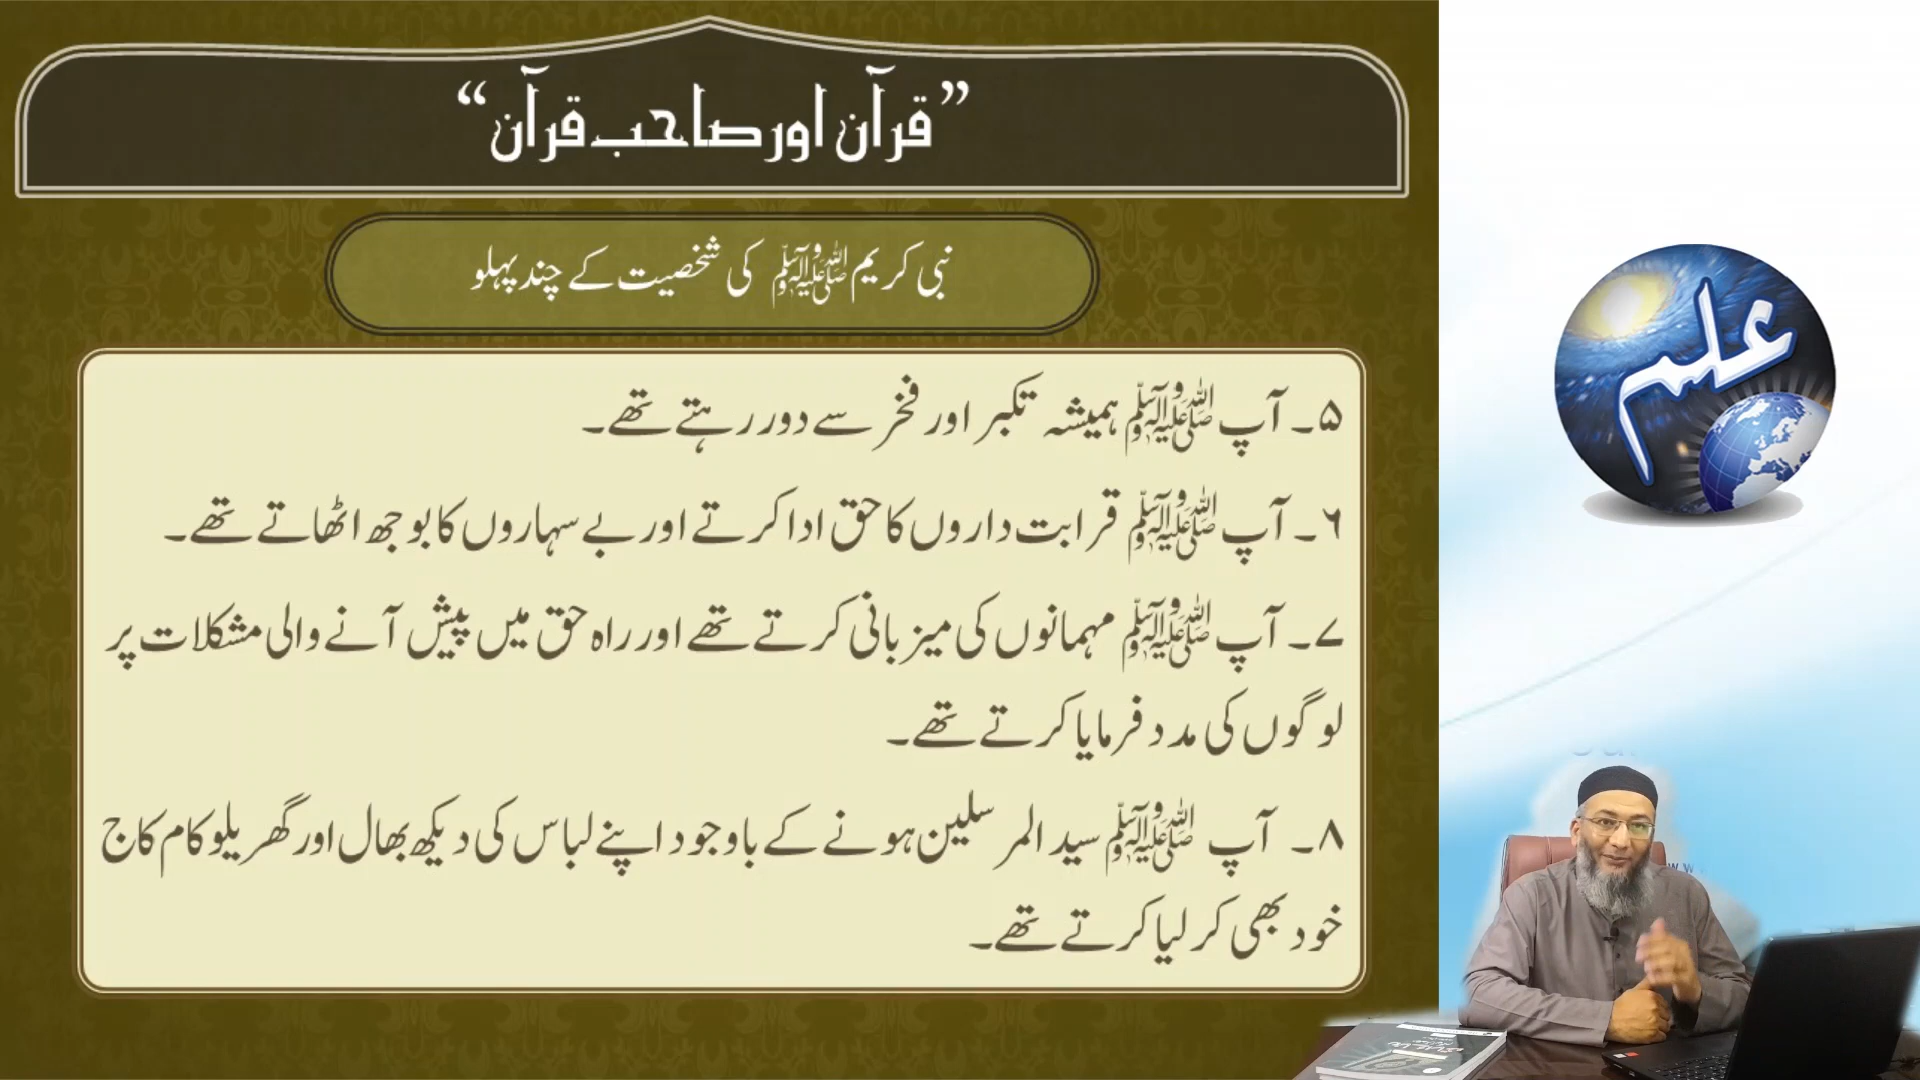 ”قرآن اور صاحب قرآن“
نبی کریم ﷺ کی شخصیت کے چند پہلو
۵۔ آپ ﷺ ہمیشہ تکبر اور فخر سے دور رہتے تھے۔
۶۔ آپ ﷺ قرابت داروں کا حق ادا کرتے اور بے سہاروں کا بوجھ اٹھاتے تھے۔
۷۔ آپ ﷺ مہمانوں کی میزبانی کرتے تھے اور راہ حق میں پیش آنے والی مشکلات پر
لوگوں کی مدد فرمایا کرتے تھے۔
۸۔ آپ ﷺ سید المرسلین ہونے کے باوجود اپنے لباس کی دیکھ بھال اور گھریلو کام کاج
خود بھی کر لیا کرتے تھے۔
علم